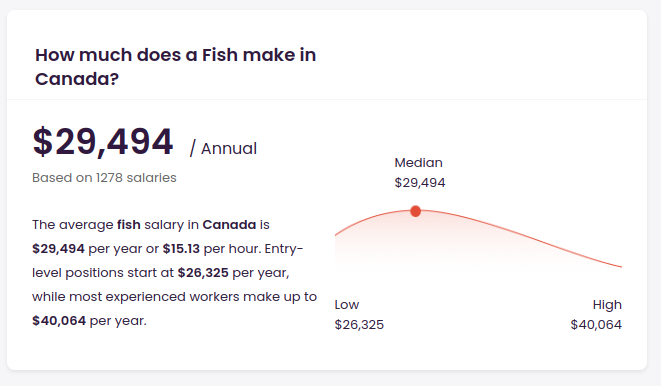 How much does a Fish make in
Canada?
$29,494 / Annual
Based on 1278 salaries
The average fish salary in Canada is
$29,494 per year or $15.13 per hour. Entry-
level positions start at $26,325 per year,
while most experienced workers make up to
$40,064 per year.
Median
$29,494
Low
$26,325
High
$40,064